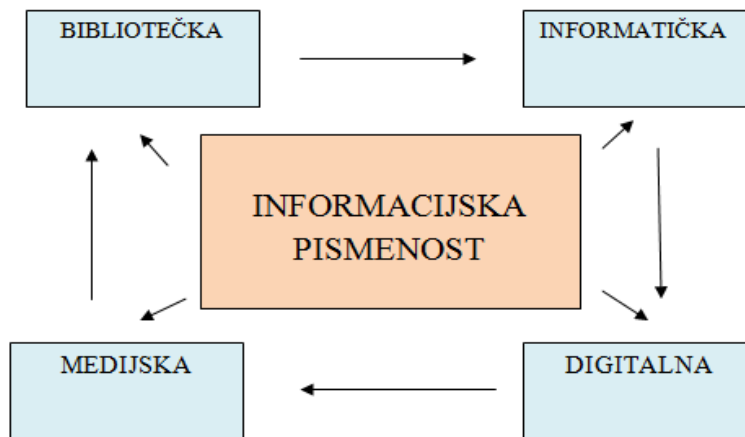 BIBLIOTEČKA
INFORMATIČKA
INFORMACIJSKA
PISMENOST
MEDIJSKA
DIGITALNA